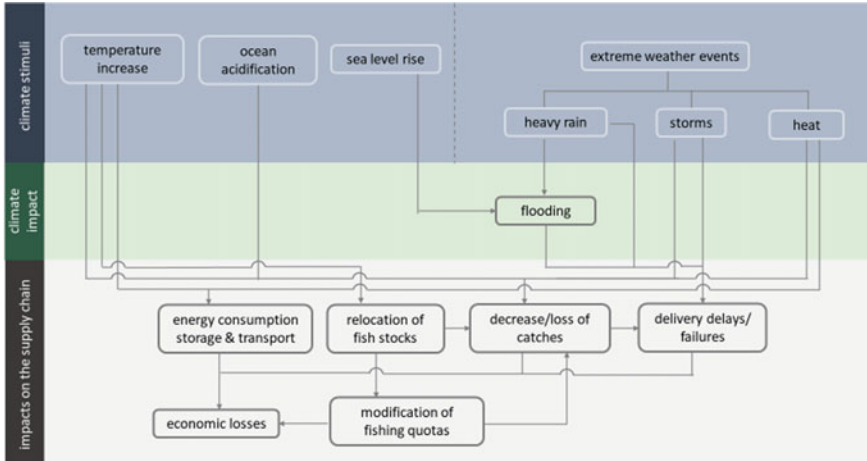 climate stimuli
temperature
increase
ocean
acidification
sea level rise
extreme weather events
heavy rain
storms
heat
climate
impact
flooding
impacts on the supply chain
energy consumption
storage & transport
relocation of
fish stocks
decrease/loss of
catches
delivery delays/
failures
economic losses
modification of
fishing quotas